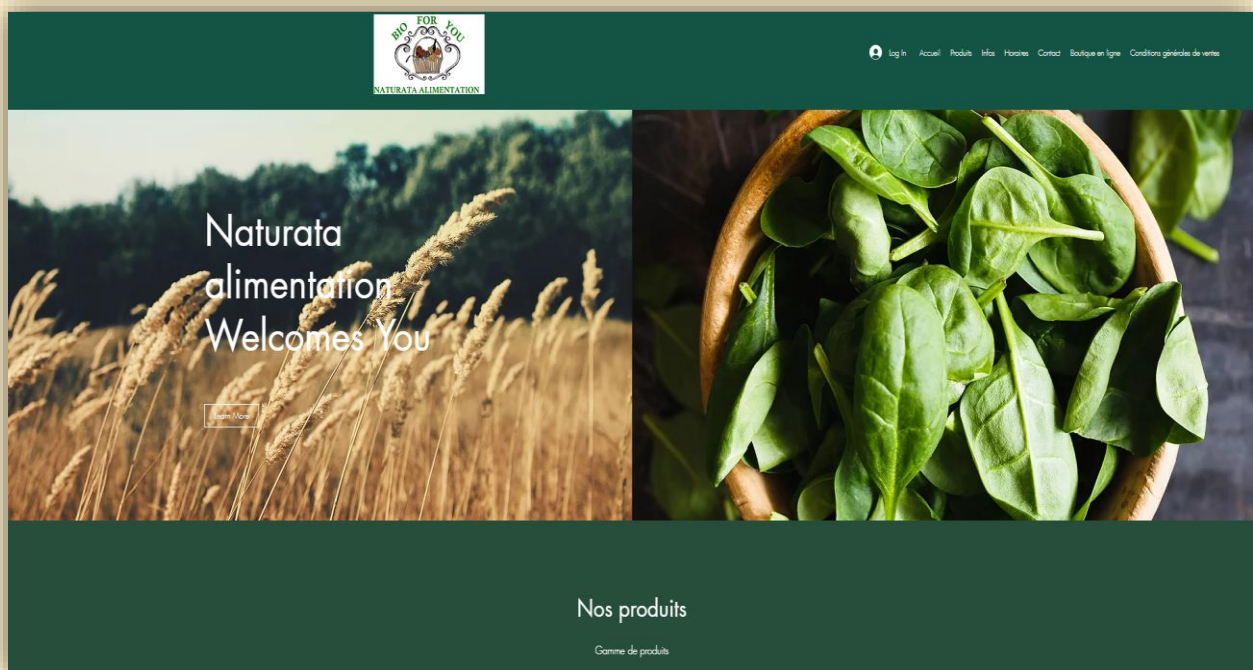 BIO FOR YOU
NATURATA ALIMENTATION
Log In Accueil Produits Infos Horaires Contact Boutique en ligne Conditions générales de ventes
Naturata
alimentation
Welcomes You
Learn More
Nos produits
Gamme de produits